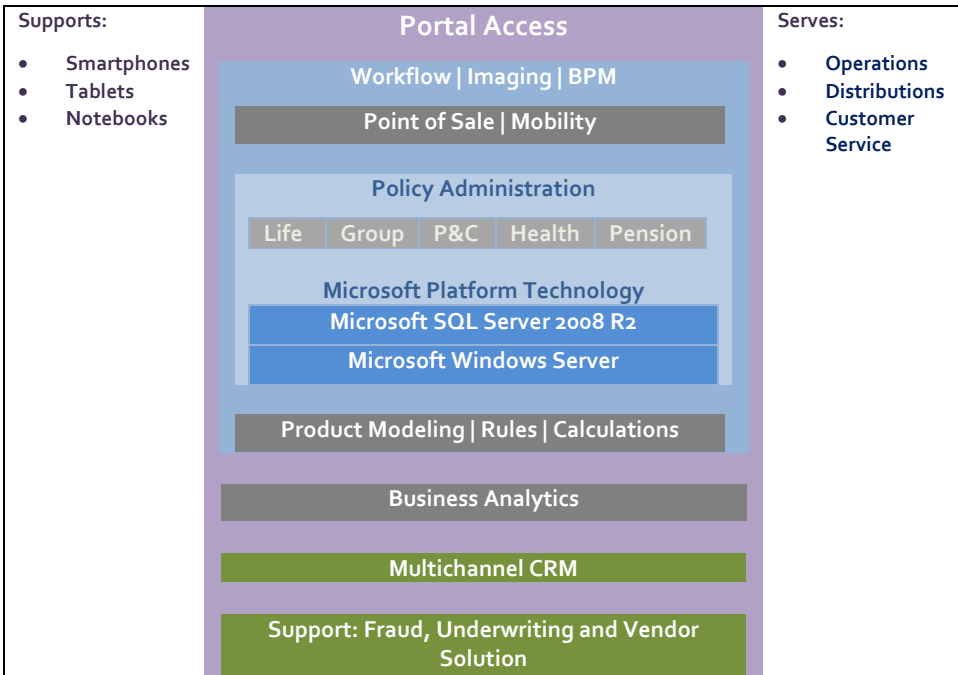 Supports:
• Smartphones
• Tablets
• Notebooks
Portal Access
Workflow | Imaging | BPM
Point of Sale | Mobility
Policy Administration
Life Group P&C Health Pension
Microsoft Platform Technology
Microsoft SQL Server 2008 R2
Microsoft Windows Server
Product Modeling | Rules | Calculations
Business Analytics
Multichannel CRM
Support: Fraud, Underwriting and Vendor
Solution
Serves:
• Operations
• Distributions
• Customer
Service